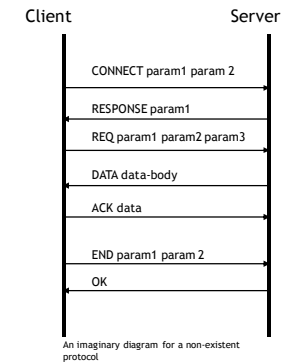 Client Server
CONNECT param1 param 2
RESPONSE param1
REQ param1 param2 param3
DATA data-body
ACK data
END param1 param 2
OK
An imaginary diagram for a non-existent
protocol